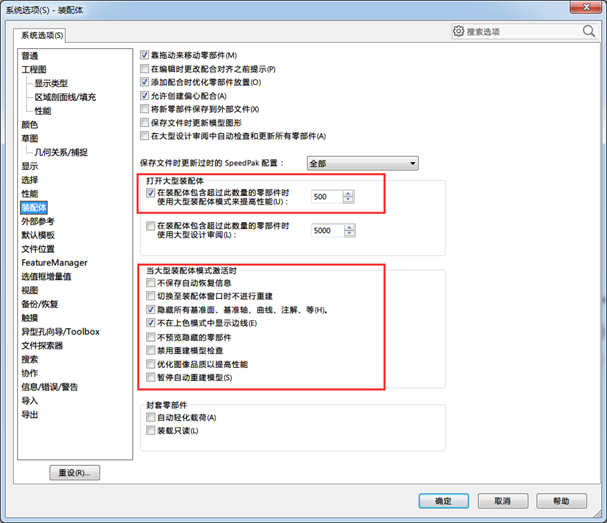 系统选项(S) - 装配体
系统选项(S)
搜索选项
普通
工程图
显示类型
区域剖面线/填充
性能
颜色
草图
几何关系/捕捉
显示
选择
性能
装配体
外部参考
默认模板
文件位置
FeatureManager
选值框增量值
视图
备份/恢复
触摸
异型孔向导/Toolbox
文件探索器
搜索
协作
信息/错误/警告
导入
导出
重设(R)...
靠拖动来移动零部件(M)
在编辑时更改配合对齐之前提示(P)
添加配合时优化零部件放置(O)
允许创建偏心配合(A)
将新零部件保存到外部文件(X)
保存文件时更新模型图形
在大型设计审阅中自动检查和更新所有零部件(A)
保存文件时更新过时的 SpeedPak 配置： 全部
打开大型装配体
在装配体包含超过此数量的零部件时
使用大型装配体模式来提高性能(U)： 500
在装配体包含超过此数量的零部件时
使用大型设计审阅(L)： 5000
当大型装配体模式激活时
不保存自动恢复信息
切换至装配体窗口时不进行重建
隐藏所有基准面、基准轴、曲线、注解、等(H)。
不在上色模式中显示边线(E)
不预览隐藏的零部件
禁用重建模型检查
优化图像品质以提高性能
暂停自动重建模型(S)
封套零部件
自动轻化载荷(A)
装载只读(L)
确定 取消 帮助